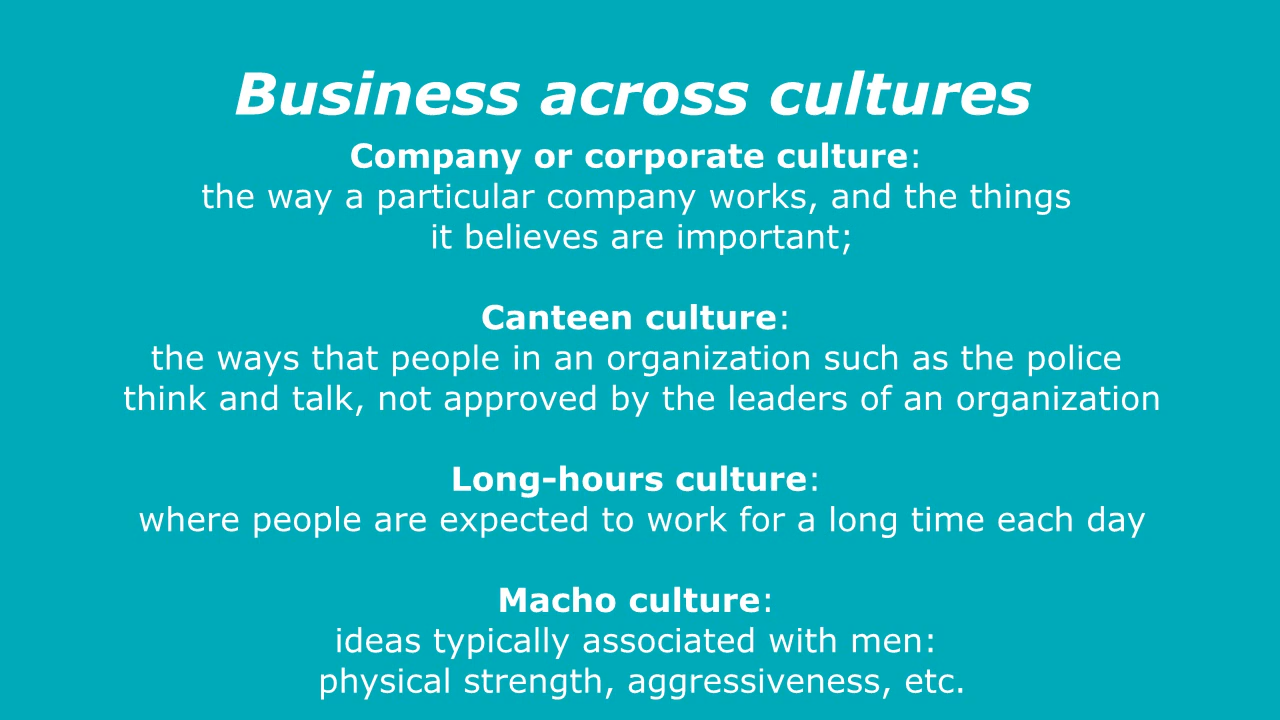 Business across cultures
Company or corporate culture:
the way a particular company works, and the things
it believes are important;
Canteen culture:
the ways that people in an organization such as the police
think and talk, not approved by the leaders of an organization
Long-hours culture:
where people are expected to work for a long time each day
Macho culture:
ideas typically associated with men:
physical strength, aggressiveness, etc.